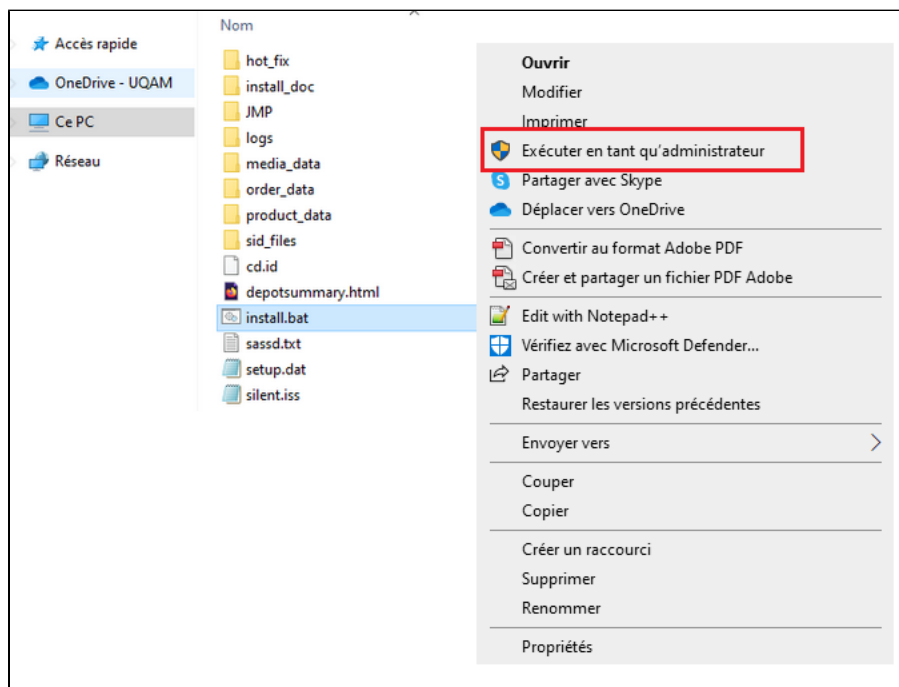 Nom
Accès rapide
OneDrive - UQAM
Ce PC
Réseau
hot_fix
install_doc
JMP
logs
media_data
order_data
product_data
sid_files
cd.id
depotsummary.html
install.bat
sassd.txt
setup.dat
silent.iss
Ouvrir
Modifier
Imprimer
Exécuter en tant qu'administrateur
Partager avec Skype
Déplacer vers OneDrive
Convertir au format Adobe PDF
Créer et partager un fichier PDF Adobe
Edit with Notepad++
Vérifiez avec Microsoft Defender...
Partager
Restaurer les versions précédentes
Envoyer vers
Couper
Copier
Créer un raccourci
Supprimer
Renommer
Propriétés